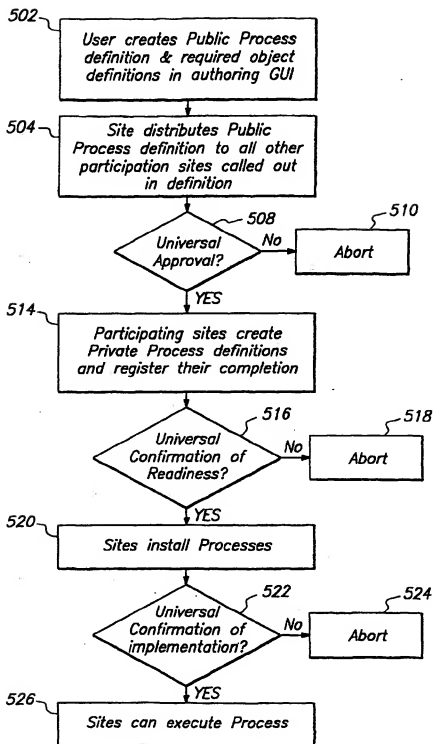 502
User creates Public Process
definition & required object
definitions in authoring GUI
504
Site distributes Public
Process definition to all other
participation sites called out
in definition
508
Universal
Approval?
No
510
Abort
YES
514
Participating sites create
Private Process definitions
and register their completion
516
Universal
Confirmation of
Readiness?
No
518
Abort
YES
520
Sites install Processes
522
Universal
Confirmation of
implementation?
No
524
Abort
YES
526
Sites can execute Process